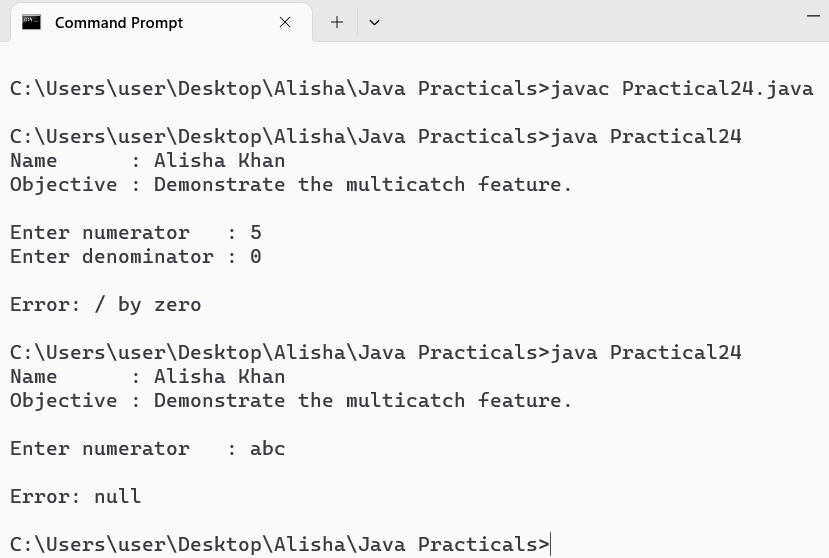 Command Prompt
C:\Users\user\Desktop\Alisha\Java Practicals>javac Practical24.java
C:\Users\user\Desktop\Alisha\Java Practicals>java Practical24
Name      : Alisha Khan
Objective : Demonstrate the multicatch feature.
Enter numerator   : 5
Enter denominator : 0
Error: / by zero
C:\Users\user\Desktop\Alisha\Java Practicals>java Practical24
Name      : Alisha Khan
Objective : Demonstrate the multicatch feature.
Enter numerator   : abc
Error: null
C:\Users\user\Desktop\Alisha\Java Practicals>